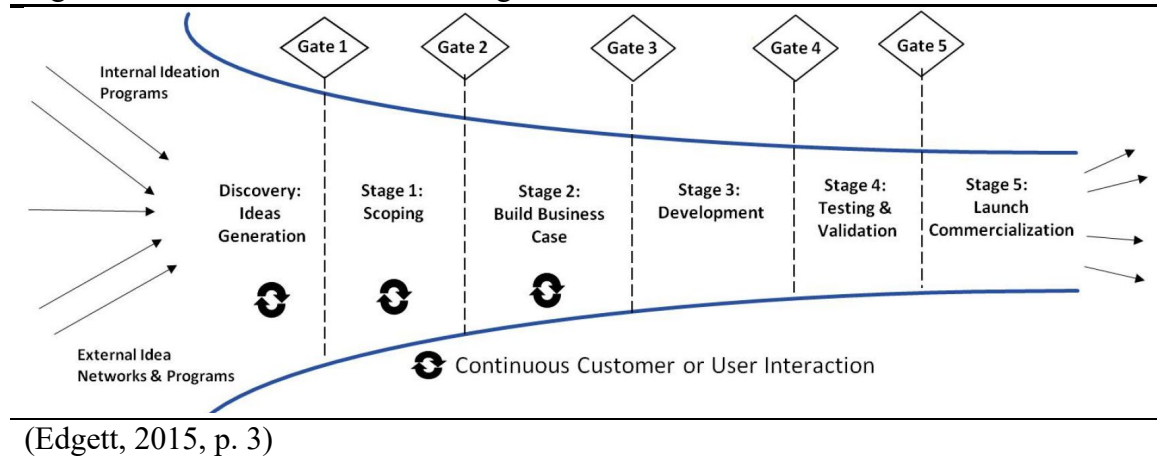 Gate 1
Gate 2
Gate 3
Gate 4
Gate 5
Internal Ideation
Programs
Discovery:
Ideas
Generation
Stage 1:
Scoping
Stage 2:
Build Business
Case
Stage 3:
Development
Stage 4:
Testing &
Validation
Stage 5:
Launch
Commercialization
External Idea
Networks & Programs
Continuous Customer or User Interaction
(Edgett, 2015, p. 3)